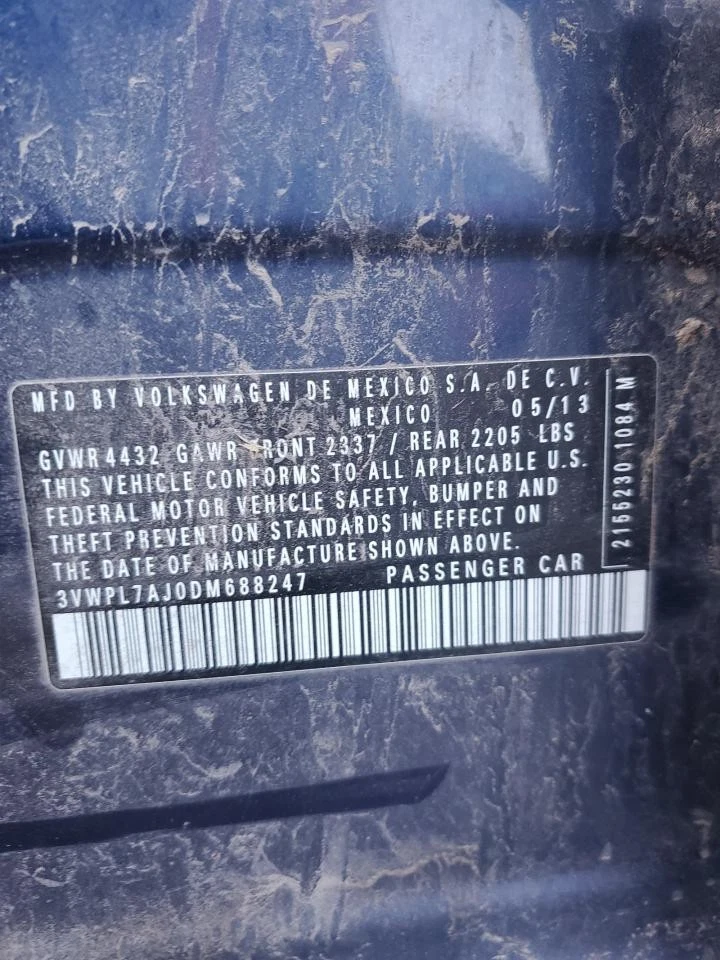 MFD BY VOLKSWAGEN DE MEXICO S.A. DE C.V.
MEXICO 05/13
GVWR 4432 GAWR FRONT 2337 / REAR 2205 LBS
THIS VEHICLE CONFORMS TO ALL APPLICABLE U.S.
FEDERAL MOTOR VEHICLE SAFETY, BUMPER AND
THEFT PREVENTION STANDARDS IN EFFECT ON
THE DATE OF MANUFACTURE SHOWN ABOVE.
3VWPL7AJ0DM688247 PASSENGER CAR
2155230 1084 M